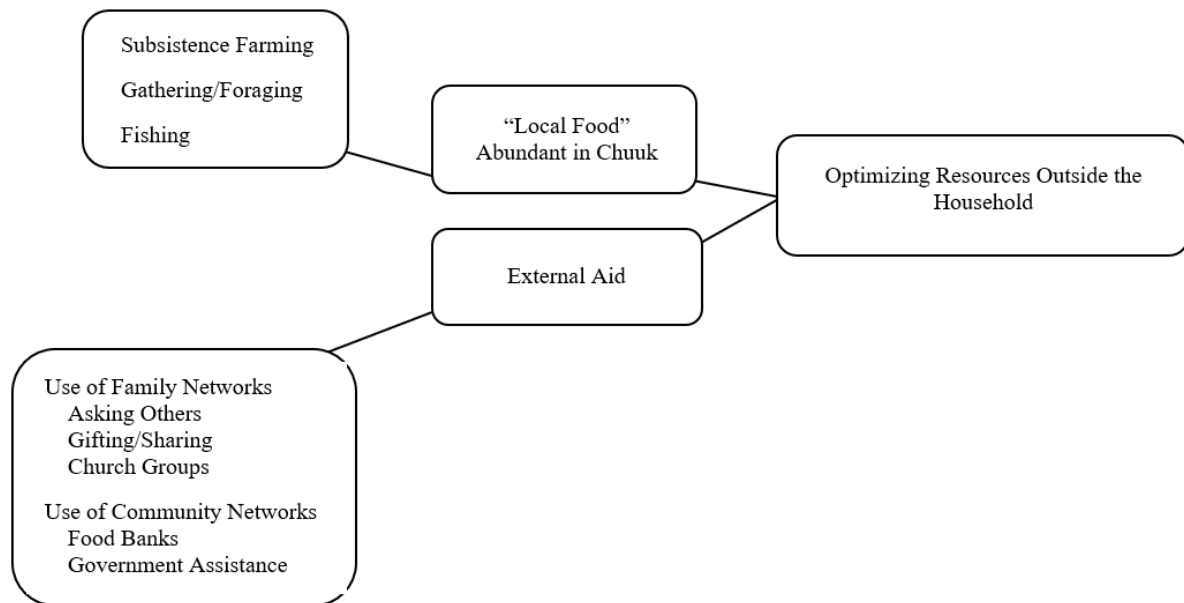 Subsistence Farming
Gathering/Foraging
Fishing
“Local Food”
Abundant in Chuuk
Optimizing Resources Outside the
Household
External Aid
Use of Family Networks
Asking Others
Gifting/Sharing
Church Groups
Use of Community Networks
Food Banks
Government Assistance